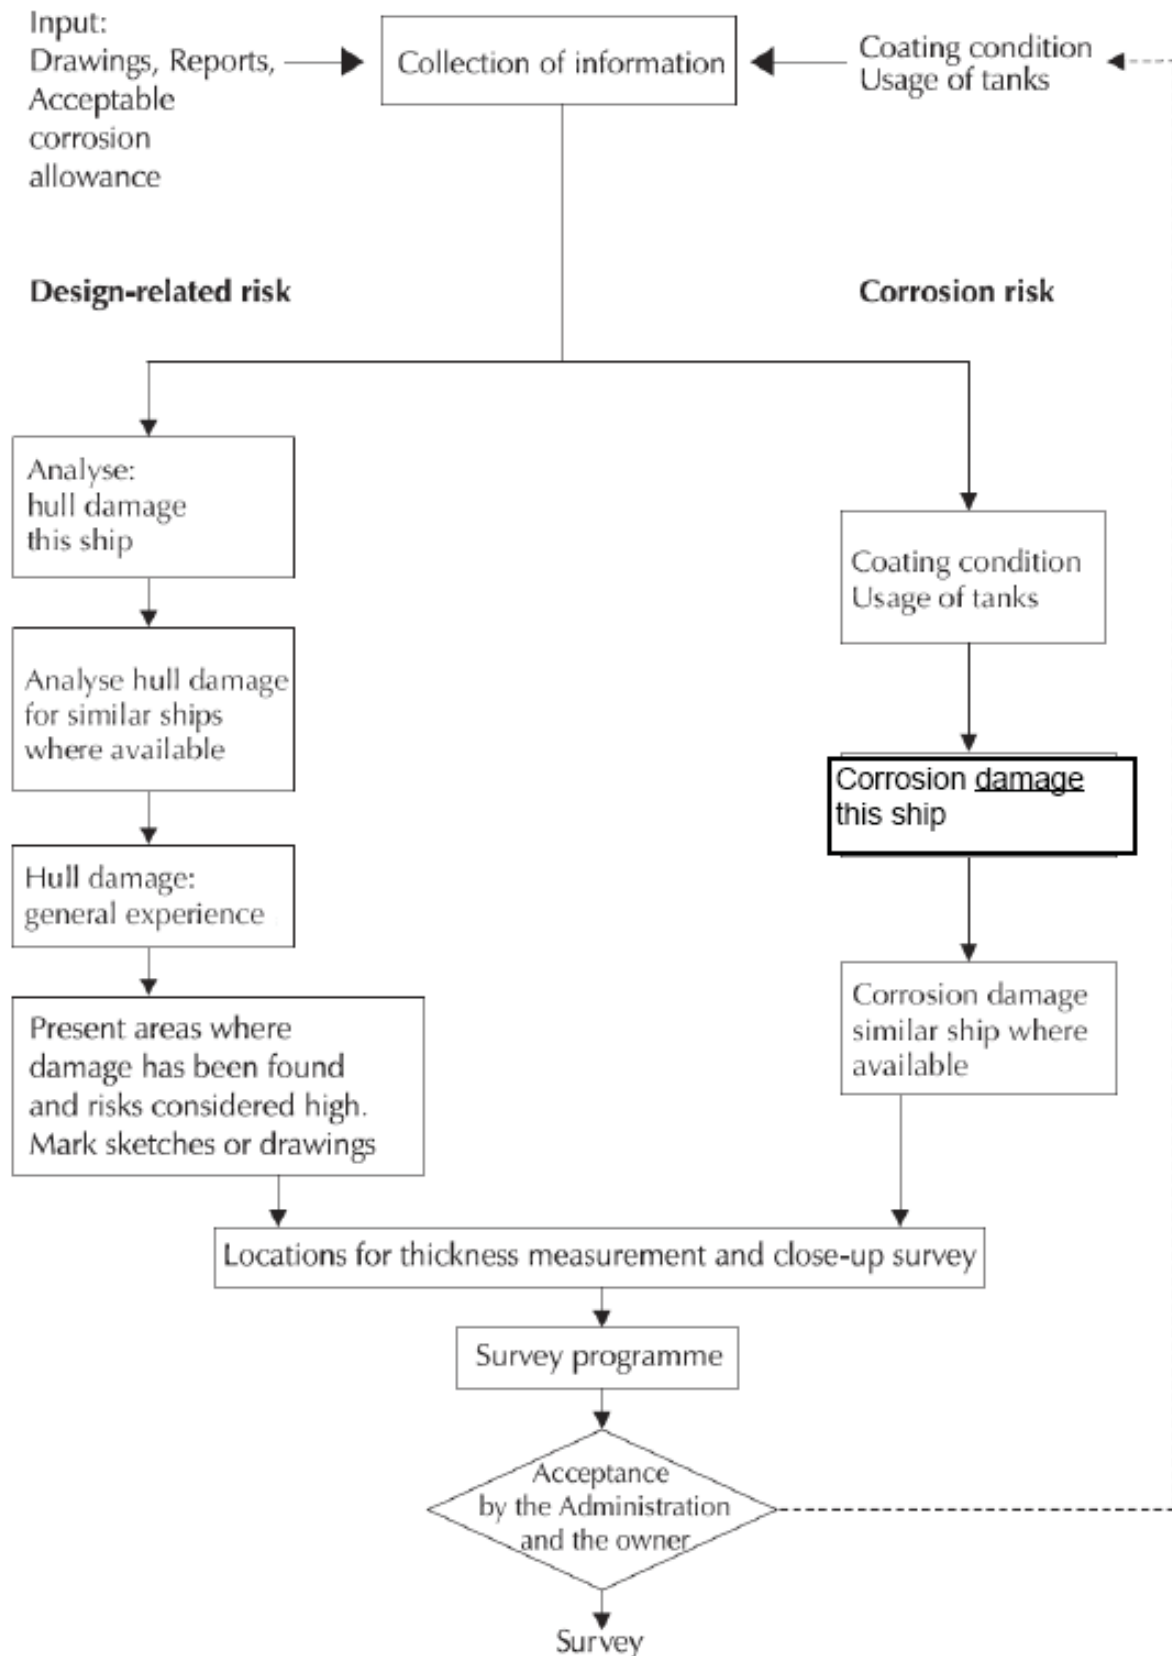 Input:
Drawings, Reports,
Acceptable
corrosion
allowance
Collection of information
Coating condition
Usage of tanks
Design-related risk
Corrosion risk
Analyse:
hull damage
this ship
Analyse hull damage
for similar ships
where available
Hull damage:
general experience
Present areas where
damage has been found
and risks considered high.
Mark sketches or drawings
Coating condition
Usage of tanks
Corrosion damage
this ship
Corrosion damage
similar ship where
available
Locations for thickness measurement and close-up survey
Survey programme
Acceptance
by the Administration
and the owner
Survey